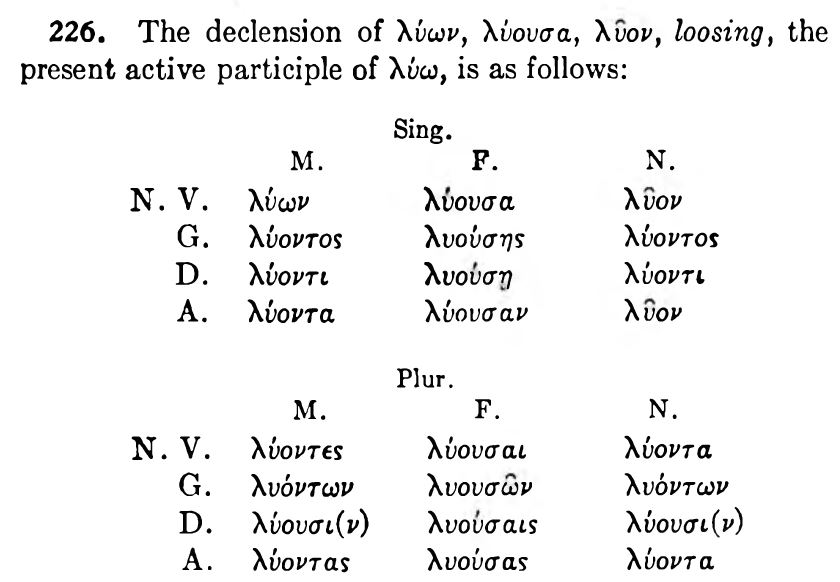 226. The declension of λύων, λύουσα, λῦον, loosing, the
present active participle of λύω, is as follows:
Sing.
M. F. N.
N. V. λύων λύουσα λῦον
G. λύοντος λυούσης λύοντος
D. λύοντι λυούσῃ λύοντι
A. λύοντα λύουσαν λῦον
Plur.
M. F. N.
N. V. λύοντες λύουσαι λύοντα
G. λυόντων λυουσῶν λυόντων
D. λύουσι(ν) λυούσαις λύουσι(ν)
A. λύοντας λυούσας λύοντα